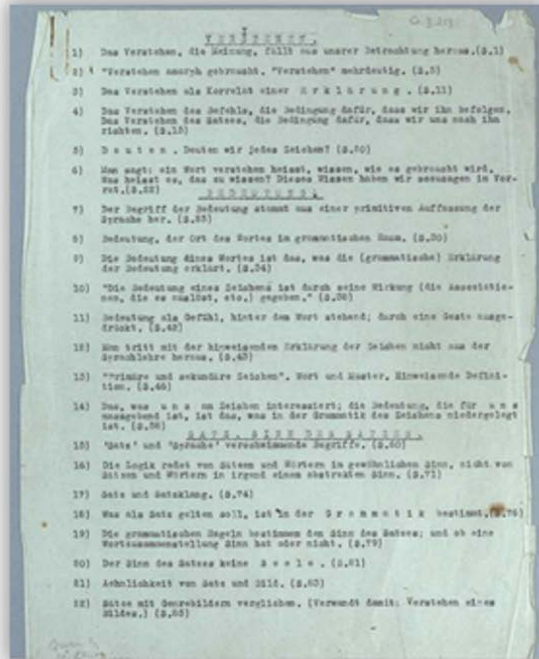 VERSTEHEN.
1) Das Verstehen, die Meinung, fällt aus unsrer Betrachtung heraus.(S.1)
2) "Verstehen amorph gebraucht. "Verstehen" mehrdeutig. (S.5)
3) Das Verstehen als Korrelat einer Erklärung. (S.11)
4) Das Verstehen des Befehls, die Bedingung dafür, dass wir ihn befolgen.
Das Verstehen des Satzes, die Bedingung dafür, dass wir uns nach ihm
richten. (S.15)
5) Deuten. Deuten wir jedes Zeichen? (S.20)
6) Man sagt: ein Wort verstehen heisst, wissen, wie es gebraucht wird.
Was heisst es, das zu wissen? Dieses Wissen haben wir sozusagen im Vor-
rat.(S.22)
BEDEUTUNG.
7) Der Begriff der Bedeutung stammt aus einer primitiven Auffassung der
Sprache her. (S.25)
8) Bedeutung, der Ort des Wortes im grammatischen Raum. (S.30)
9) Die Bedeutung eines Wortes ist das, was die (grammatische) Erklärung
der Bedeutung erklärt. (S.34)
10) "Die Bedeutung eines Zeichens ist durch seine Wirkung (die Assoziatio-
nen, die es auslöst, etc.) gegeben." (S.38)
11) Bedeutung als Gefühl, hinter dem Wort stehend; durch eine Geste ausge-
drückt. (S.42)
12) Man tritt mit der hinweisenden Erklärung der Zeichen nicht aus der
Sprachlehre heraus. (S.43)
13) "Primäre und sekundäre Zeichen". Wort und Muster. Hinweisende Defini-
tion. (S.46)
14) Das, was uns am Zeichen interessiert; die Bedeutung, die für uns
massgebend ist, ist das, was in der Grammatik des Zeichens niedergelegt
ist. (S.58)
SATZ. SINN DES SATZES.
15) 'Satz' und 'Sprache' verschwimmende Begriffe. (S.60)
16) Die Logik redet von Sätzen und Wörtern im gewöhnlichen Sinn, nicht von
Sätzen und Wörtern in irgend einem abstrakten Sinn. (S.71)
17) Satz und Satzklang. (S.74)
18) Was als Satz gelten soll, ist in der Grammatik bestimmt.(S.76)
19) Die grammatischen Regeln bestimmen den Sinn des Satzes; und ob eine
Wortzusammenstellung Sinn hat oder nicht. (S.79)
20) Der Sinn des Satzes keine Seele. (S.81)
21) Aehnlichkeit von Satz und Bild. (S.83)
22) Sätze mit Genrebildern verglichen. (Verwandt damit: Verstehen eines
Bildes.) (S.85)